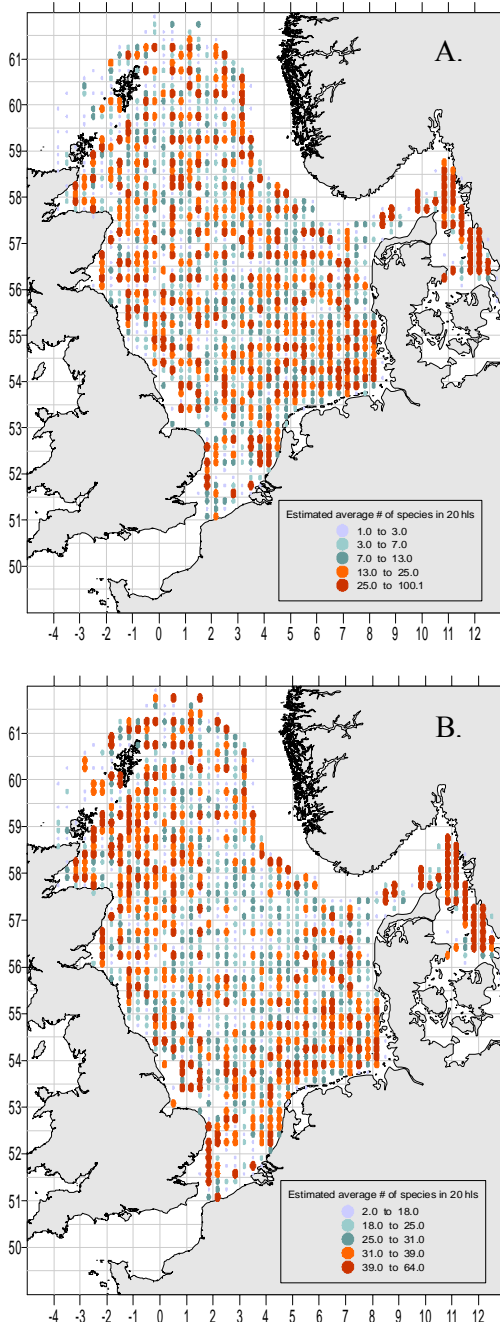 A.
61
60
59
58
57
56
55
54
53
52
51
50
Estimated average # of species in 20 hls
1.0 to 3.0
3.0 to 7.0
7.0 to 13.0
13.0 to 25.0
25.0 to 100.1
-4 -3 -2 -1 0 1 2 3 4 5 6 7 8 9 10 11 12
B.
61
60
59
58
57
56
55
54
53
52
51
50
Estimated average # of species in 20 hls
2.0 to 18.0
18.0 to 25.0
25.0 to 31.0
31.0 to 39.0
39.0 to 64.0
-4 -3 -2 -1 0 1 2 3 4 5 6 7 8 9 10 11 12